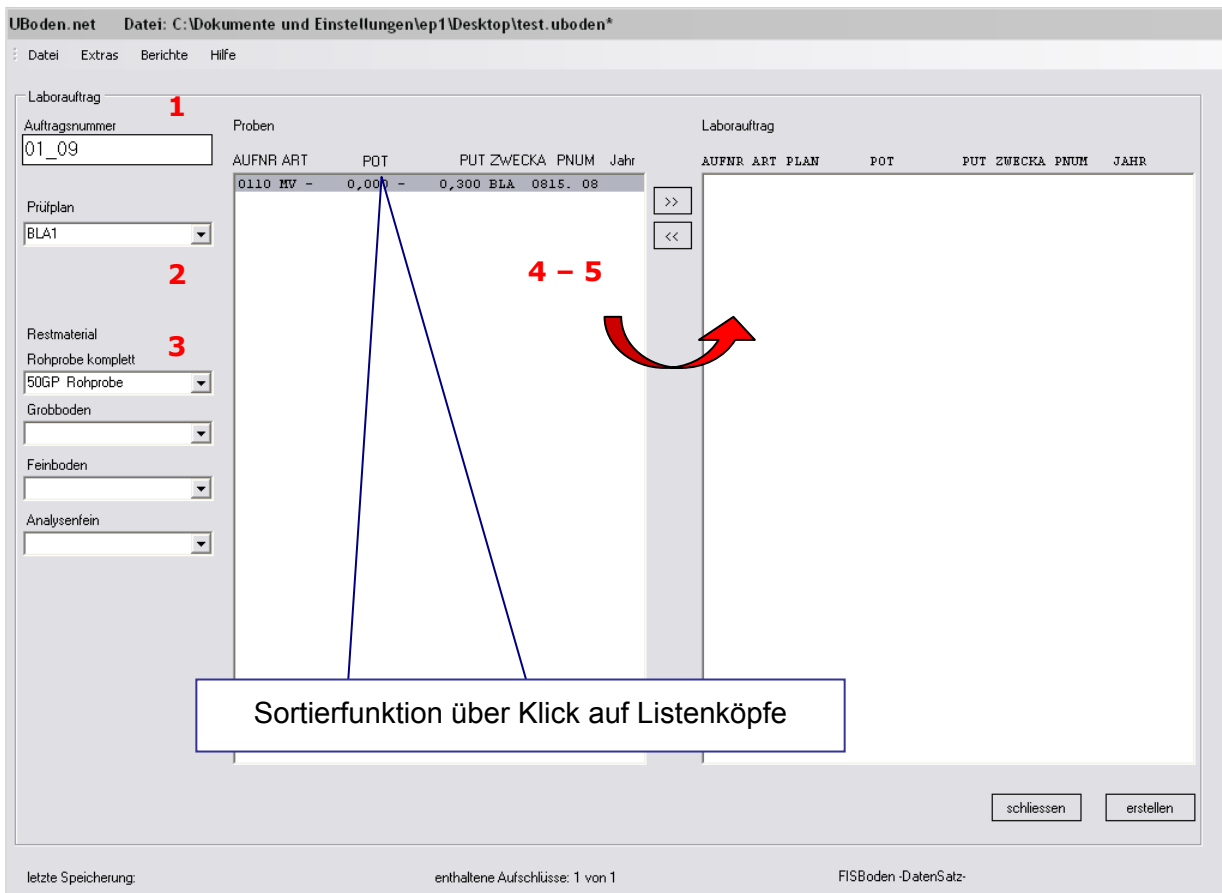 UBoden.net Datei: C:\Dokumente und Einstellungen\ep1\Desktop\test.uboden*
Datei Extras Berichte Hilfe
Laborauftrag
1
Auftragsnummer
01_09
Prüfplan
BLA1
2
Restmaterial
3
Rohprobe komplett
50GP Rohprobe
Grobboden
Feinboden
Analysenfein
Proben
AUFNR ART POT PUT ZWECKA PNUM Jahr
0110 MV - 0,000 - 0,300 BLA 0815. 08
>>
<<
4 – 5
Laborauftrag
AUFNR ART PLAN POT PUT ZWECKA PNUM JAHR
Sortierfunktion über Klick auf Listenköpfe
schliessen erstellen
letzte Speicherung: enthaltene Aufschlüsse: 1 von 1 FISBoden -DatenSatz-